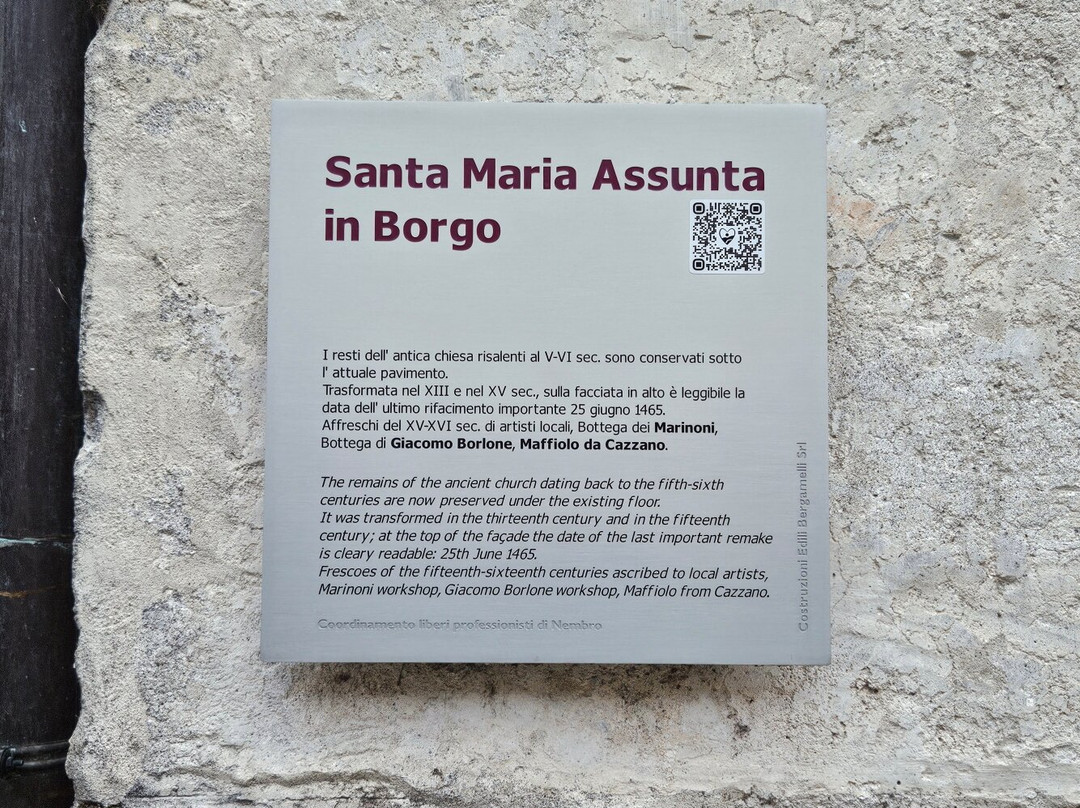 Santa Maria Assunta
in Borgo
I resti dell' antica chiesa risalenti al V-VI sec. sono conservati sotto
l' attuale pavimento.
Trasformata nel XIII e nel XV sec., sulla facciata in alto è leggibile la
data dell' ultimo rifacimento importante 25 giugno 1465.
Affreschi del XV-XVI sec. di artisti locali, Bottega dei Marinoni,
Bottega di Giacomo Borlone, Maffiolo da Cazzano.
The remains of the ancient church dating back to the fifth-sixth
centuries are now preserved under the existing floor.
It was transformed in the thirteenth century and in the fifteenth
century; at the top of the façade the date of the last important remake
is cleary readable: 25th June 1465.
Frescoes of the fifteenth-sixteenth centuries ascribed to local artists,
Marinoni workshop, Giacomo Borlone workshop, Maffiolo from Cazzano.
Coordinamento liberi professionisti di Nembro
Costruzioni Edili Bergamelli Srl